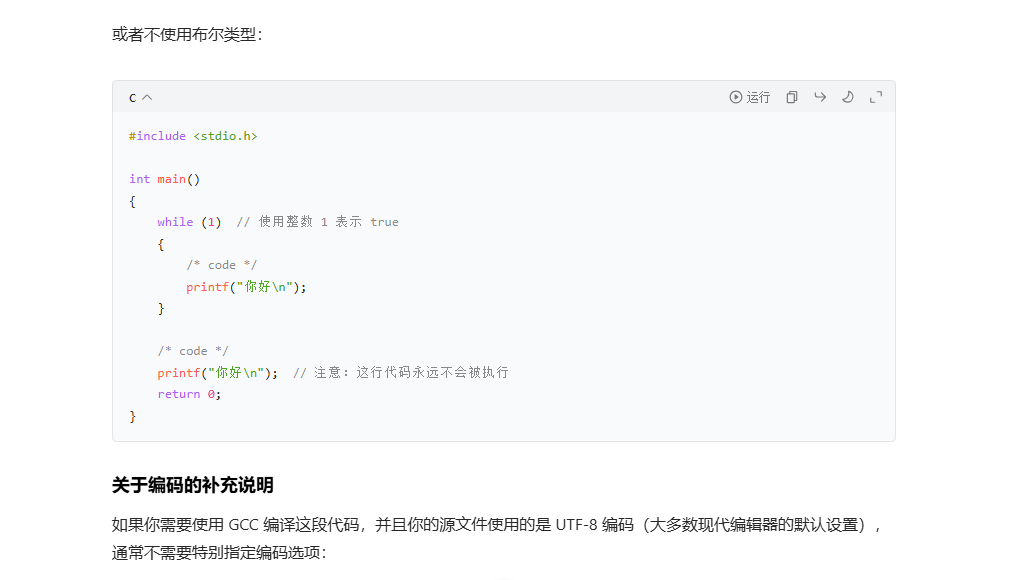 或者不使用布尔类型：
C
运行
#include <stdio.h>
int main()
{
    while (1)  // 使用整数 1 表示 true
    {
        /* code */
        printf("你好\n");
    }
    /* code */
    printf("你好\n");  // 注意：这行代码永远不会被执行
    return 0;
}
关于编码的补充说明
如果你需要使用 GCC 编译这段代码，并且你的源文件使用的是 UTF-8 编码（大多数现代编辑器的默认设置），
通常不需要特别指定编码选项：